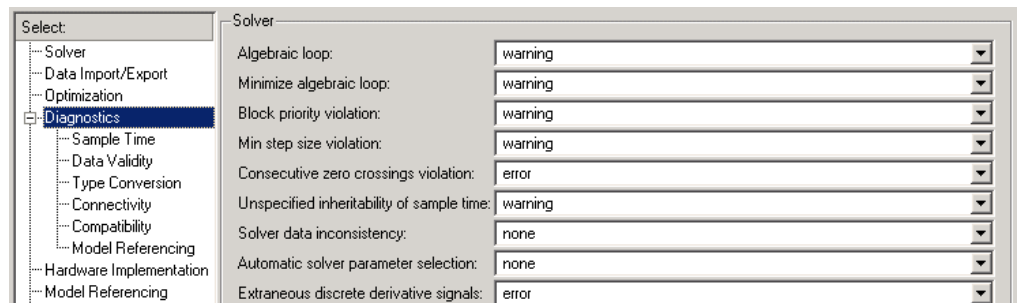 Select:
Solver
Data Import/Export
Optimization
Diagnostics
Sample Time
Data Validity
Type Conversion
Connectivity
Compatibility
Model Referencing
Hardware Implementation
Model Referencing
Solver
Algebraic loop: warning
Minimize algebraic loop: warning
Block priority violation: warning
Min step size violation: warning
Consecutive zero crossings violation: error
Unspecified inheritability of sample time: warning
Solver data inconsistency: none
Automatic solver parameter selection: none
Extraneous discrete derivative signals: error